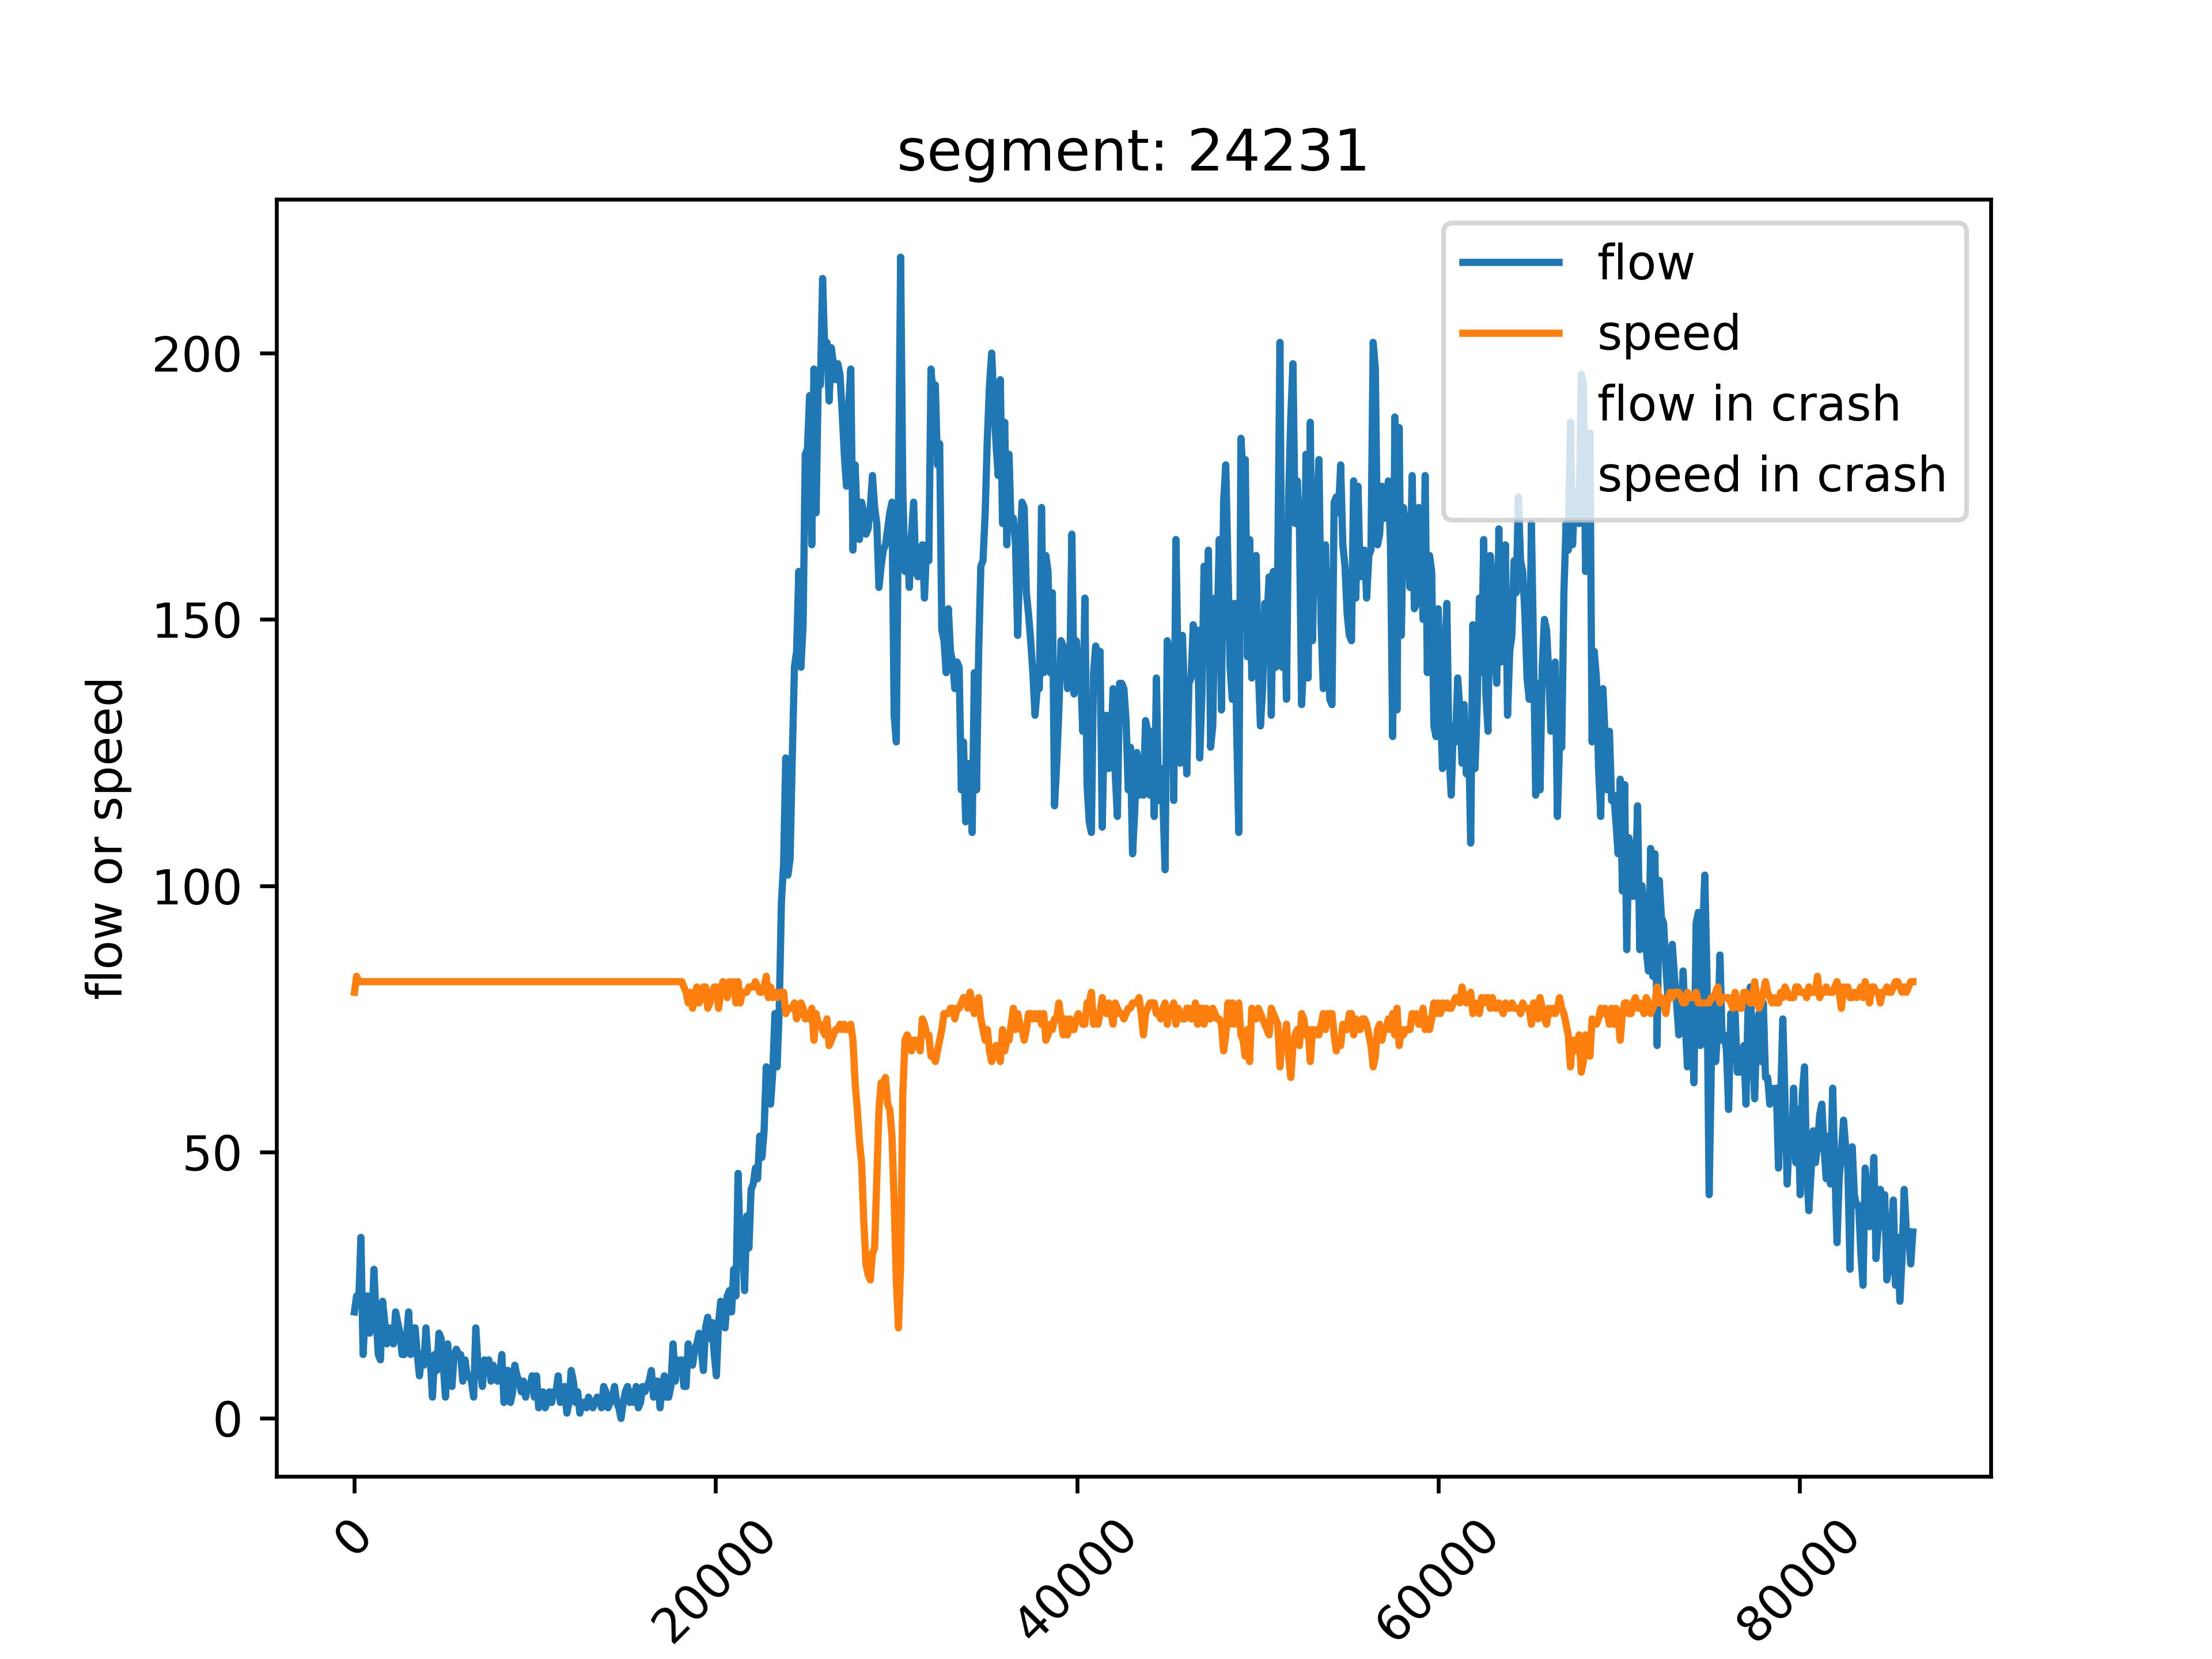 segment: 24231
flow
speed
flow in crash
speed in crash
flow or speed
200
150
100
50
0
0
20000
40000
60000
80000